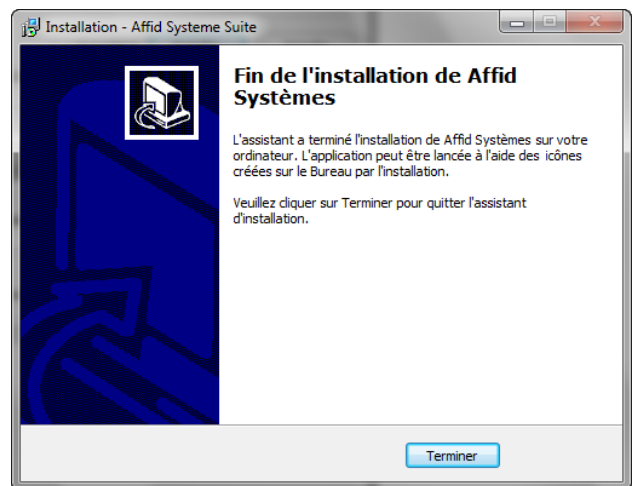 Installation - Affid Systeme Suite
Fin de l'installation de Affid
Systèmes
L'assistant a terminé l'installation de Affid Systèmes sur votre
ordinateur. L'application peut être lancée à l'aide des icônes
créées sur le Bureau par l'installation.
Veuillez cliquer sur Terminer pour quitter l'assistant
d'installation.
Terminer